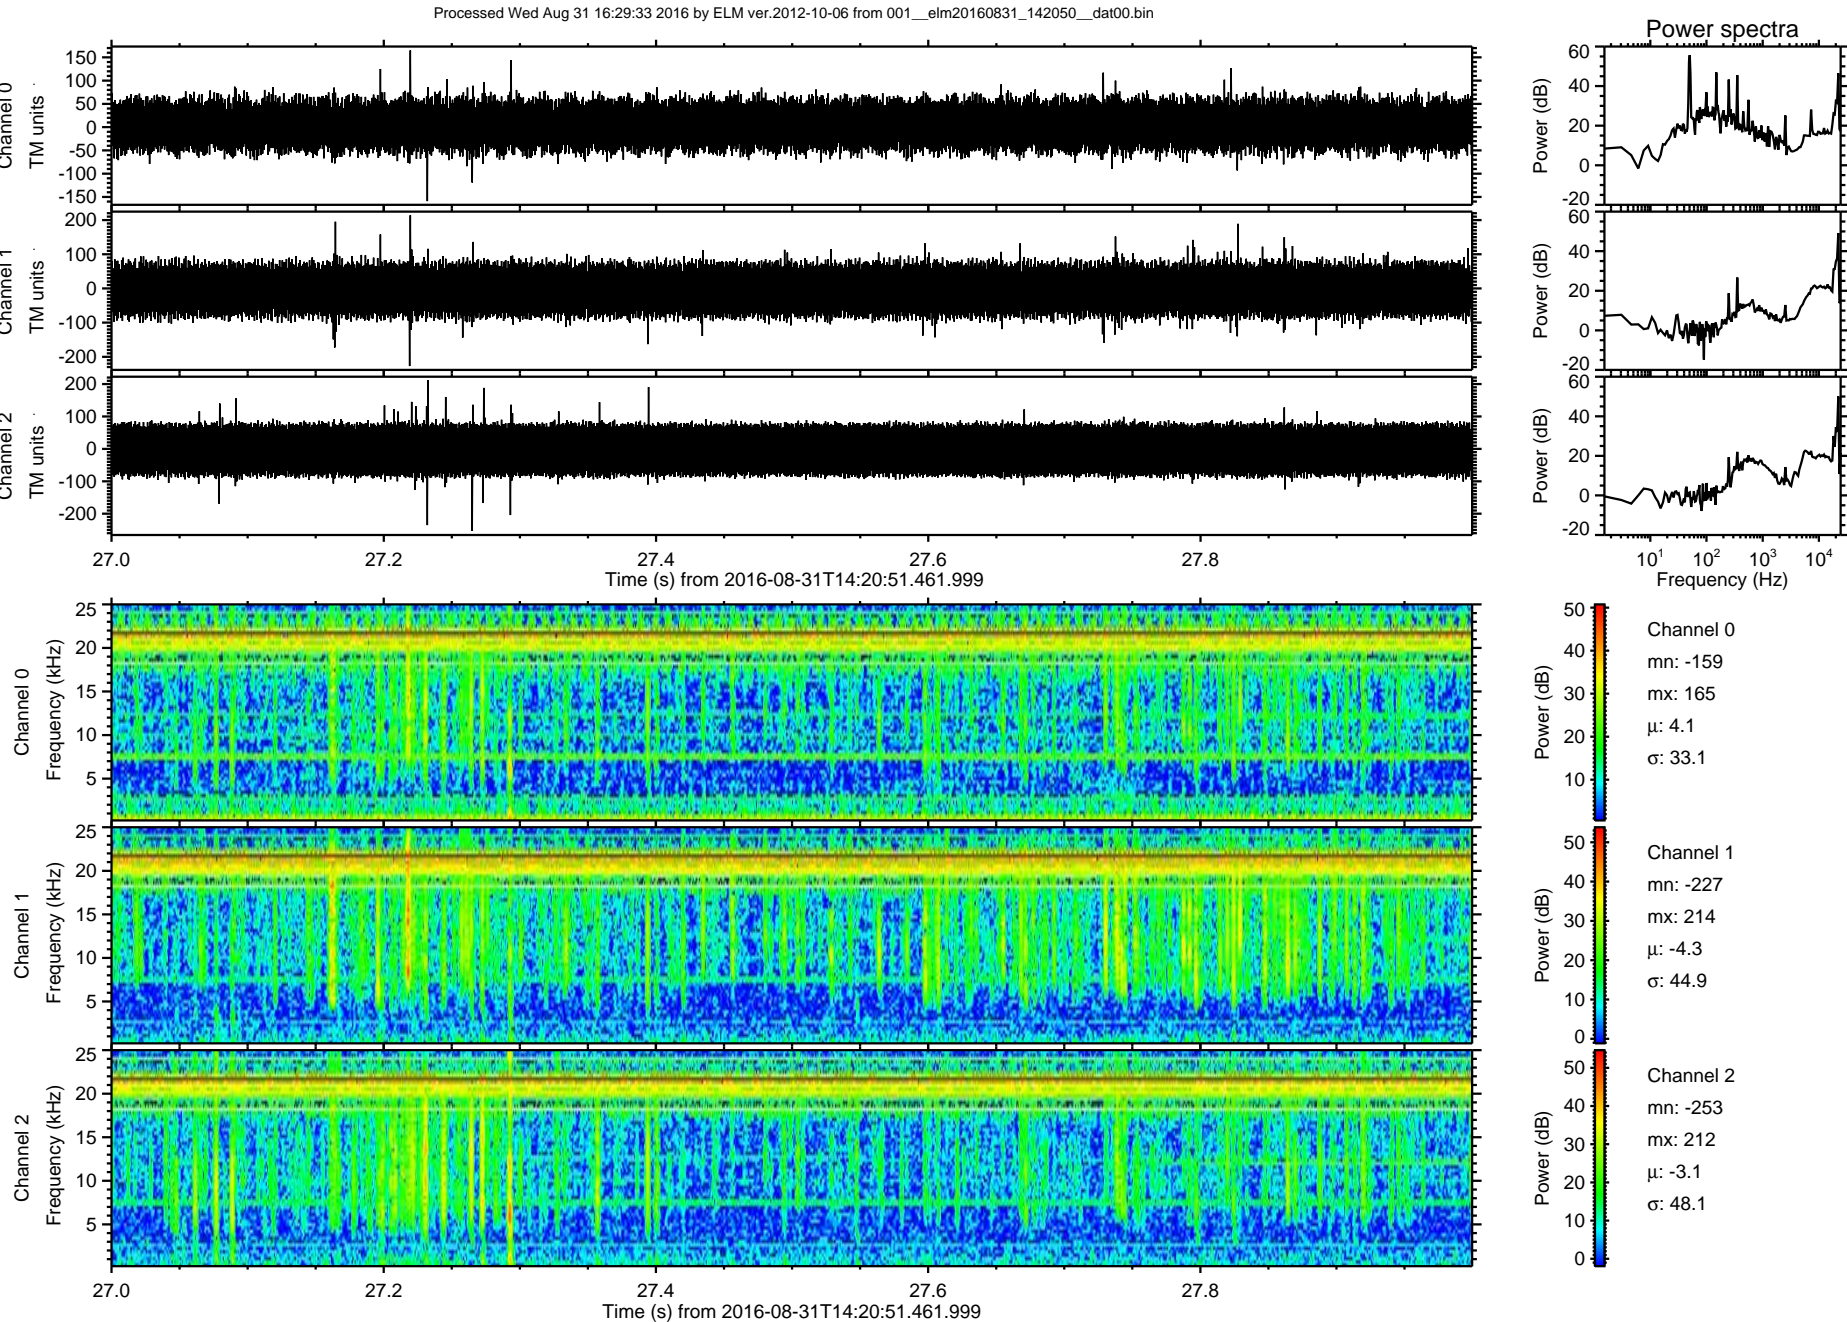 Processed Wed Aug 31 16:29:33 2016 by ELM ver.2012-10-06 from 001__elm20160831_142050__dat00.bin
Power spectra
Channel 0
TM units
150
100
50
0
-50
-100
-150
Power (dB)
60
40
20
0
-20
Channel 1
TM units
200
100
0
-100
-200
Power (dB)
60
40
20
0
-20
Channel 2
TM units
200
100
0
-100
-200
Power (dB)
60
40
20
0
-20
27.0 27.2 27.4 27.6 27.8
Time (s) from 2016-08-31T14:20:51.461.999
10¹ 10² 10³ 10⁴
Frequency (Hz)
Channel 0
Frequency (kHz)
25
20
15
10
5
Power (dB)
50
40
30
20
10
Channel 0
mn: -159
mx: 165
μ: 4.1
σ: 33.1
Channel 1
Frequency (kHz)
25
20
15
10
5
Power (dB)
50
40
30
20
10
0
Channel 1
mn: -227
mx: 214
μ: -4.3
σ: 44.9
Channel 2
Frequency (kHz)
25
20
15
10
5
Power (dB)
50
40
30
20
10
0
Channel 2
mn: -253
mx: 212
μ: -3.1
σ: 48.1
27.0 27.2 27.4 27.6 27.8
Time (s) from 2016-08-31T14:20:51.461.999